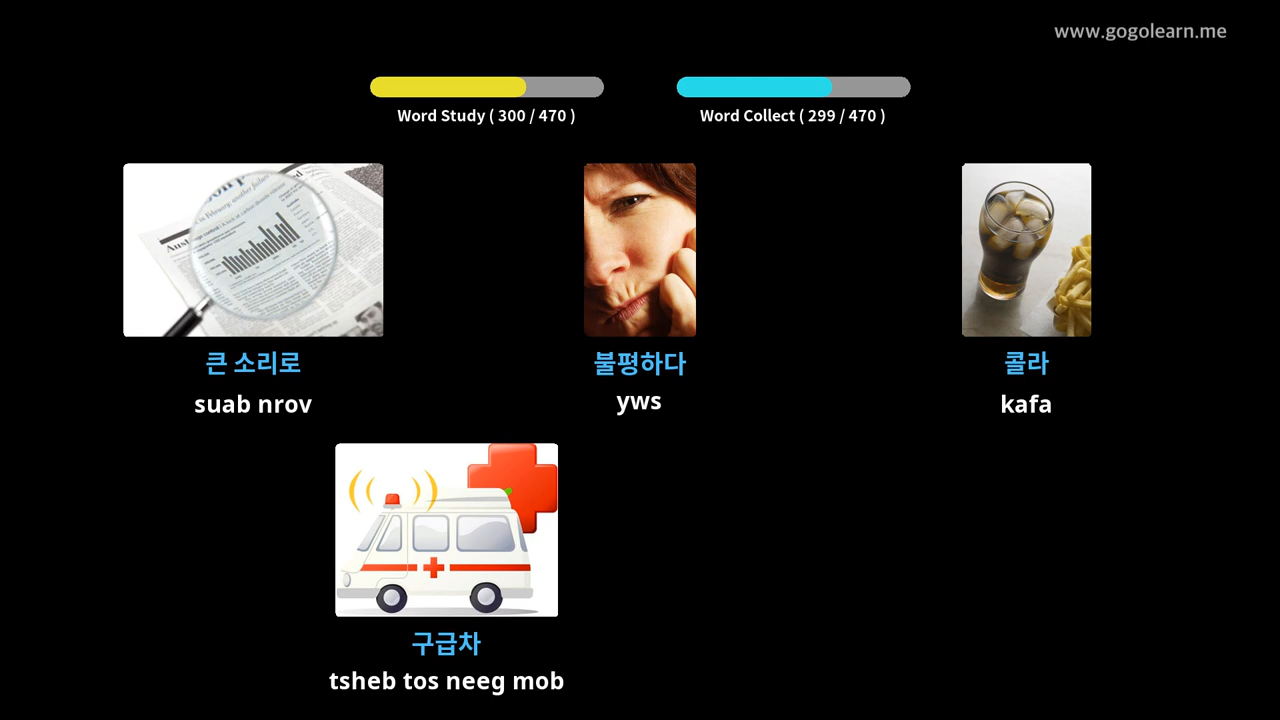 www.gogolearn.me
Word Study ( 300 / 470 )
Word Collect ( 299 / 470 )
큰 소리로
suab nrov
불평하다
yws
콜라
kafa
구급차
tsheb tos neeg mob